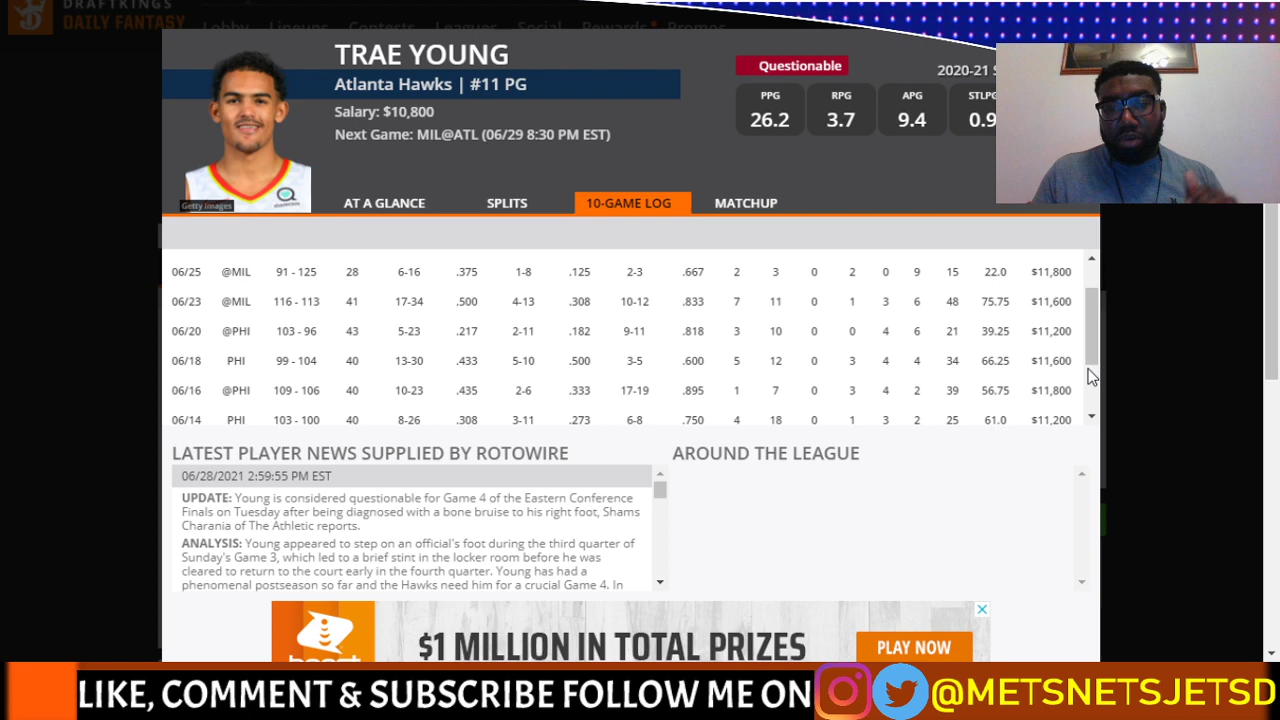 DRAFTKINGS
DAILY FANTASY
Lobby Lineups Contests Leagues Social Rewards Promos
TRAE YOUNG
Atlanta Hawks | #11 PG
Salary: $10,800
Next Game: MIL@ATL (06/29 8:30 PM EST)
Getty Images
Questionable
2020-21 S
PPG RPG APG STLPG
26.2 3.7 9.4 0.9
AT A GLANCE SPLITS 10-GAME LOG MATCHUP
06/25 @MIL 91 - 125 28 6-16 .375 1-8 .125 2-3 .667 2 3 0 2 0 9 15 22.0 $11,800
06/23 @MIL 116 - 113 41 17-34 .500 4-13 .308 10-12 .833 7 11 0 1 3 6 48 75.75 $11,600
06/20 @PHI 103 - 96 43 5-23 .217 2-11 .182 9-11 .818 3 10 0 0 4 6 21 39.25 $11,200
06/18 PHI 99 - 104 40 13-30 .433 5-10 .500 3-5 .600 5 12 0 3 4 4 34 66.25 $11,600
06/16 @PHI 109 - 106 40 10-23 .435 2-6 .333 17-19 .895 1 7 0 3 4 2 39 56.75 $11,800
06/14 PHI 103 - 100 40 8-26 .308 3-11 .273 6-8 .750 4 18 0 1 3 2 25 61.0 $11,200
LATEST PLAYER NEWS SUPPLIED BY ROTOWIRE
06/28/2021 2:59:55 PM EST
UPDATE: Young is considered questionable for Game 4 of the Eastern Conference
Finals on Tuesday after being diagnosed with a bone bruise to his right foot, Shams
Charania of The Athletic reports.
ANALYSIS: Young appeared to step on an official's foot during the third quarter of
Sunday's Game 3, which led to a brief stint in the locker room before he was
cleared to return to the court early in the fourth quarter. Young has had a
phenomenal postseason so far and the Hawks need him for a crucial Game 4. In
AROUND THE LEAGUE
$1 MILLION IN TOTAL PRIZES
PLAY NOW
LIKE, COMMENT & SUBSCRIBE FOLLOW ME ON @METSNETSJETSD